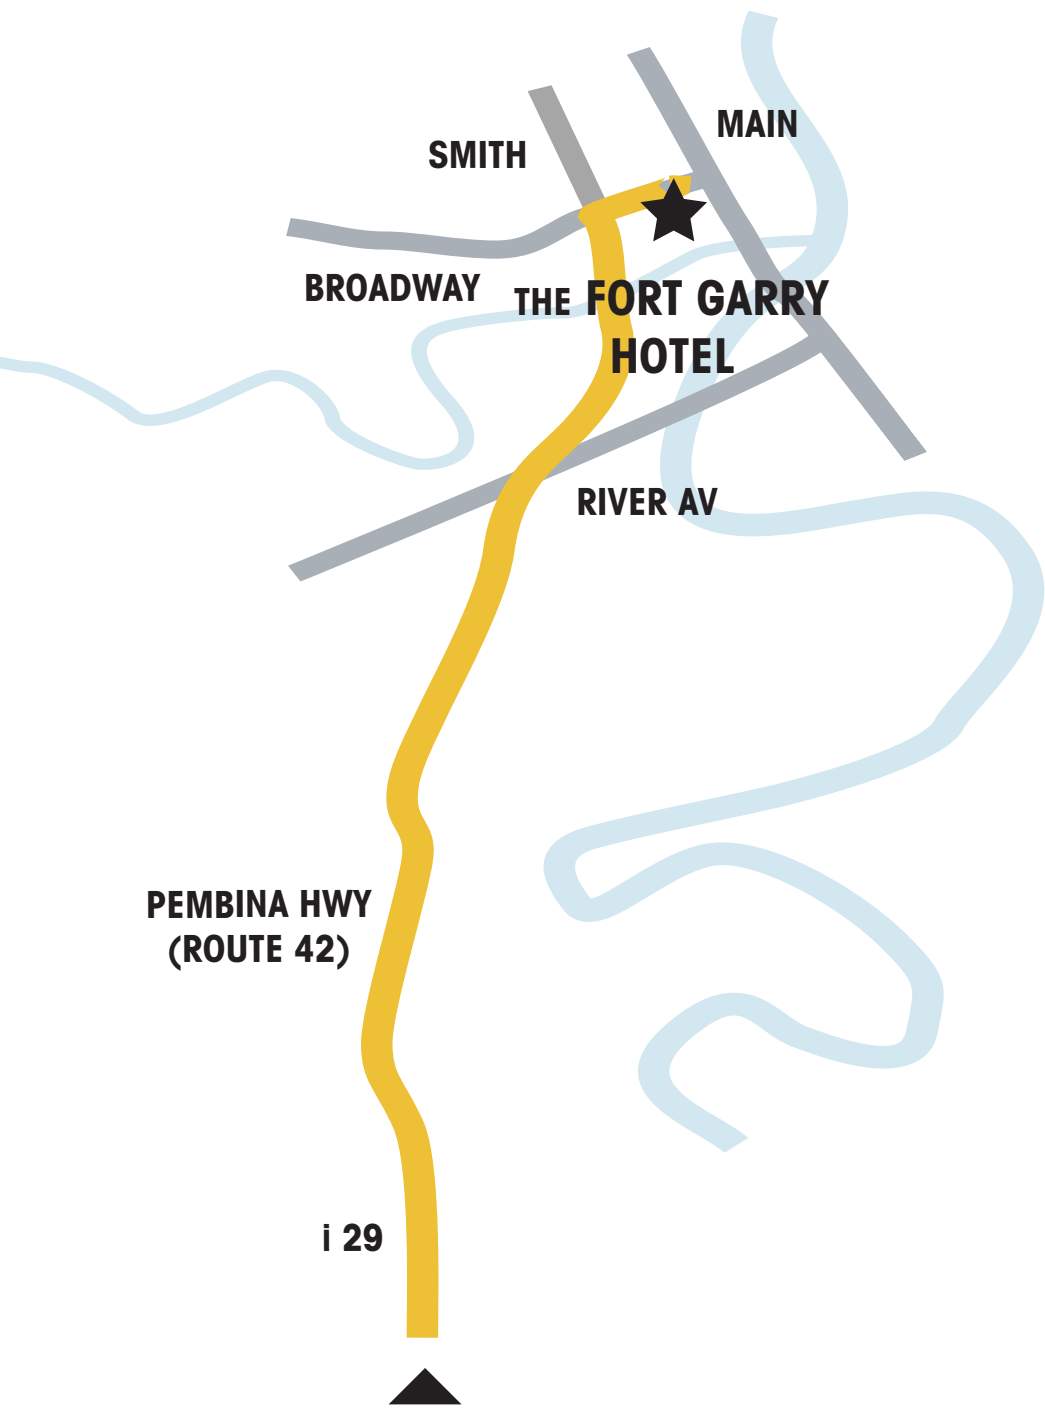 MAIN
SMITH
BROADWAY
THE FORT GARRY
HOTEL
RIVER AV
PEMBINA HWY
(ROUTE 42)
i 29